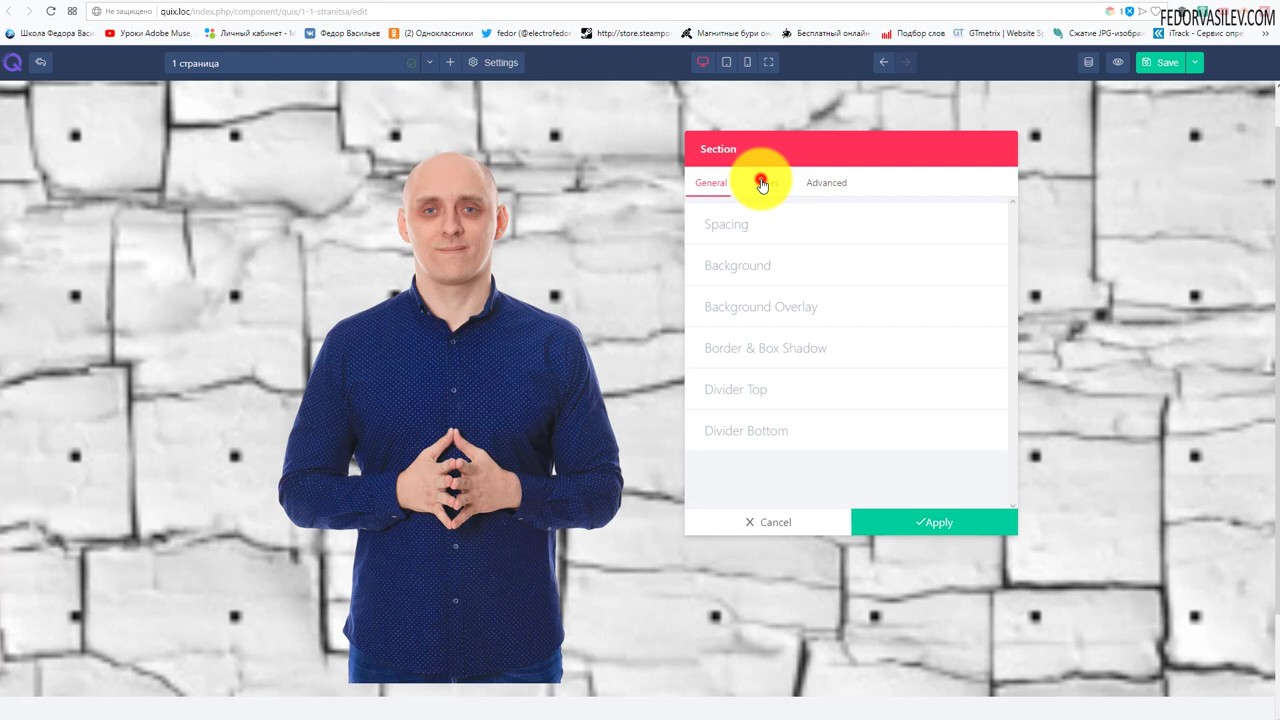 Не защищено quix.loc/index.php/component/quix/1-1-stranitsa/edit
FEDORVASILEV.COM
Школа Федора Васи. Уроки Adobe Muse, Личный кабинет - М Федор Васильев (2) Одноклассники fedor (@electrofedor http://store.steampo Магнитные бури он Бесплатный онлайн Подбор слов GTmetrix | Website S Сжатие JPG-изобра iTrack - Сервис опре
1 страница Settings Save
Section
General Advanced
Spacing
Background
Background Overlay
Border & Box Shadow
Divider Top
Divider Bottom
Cancel Apply